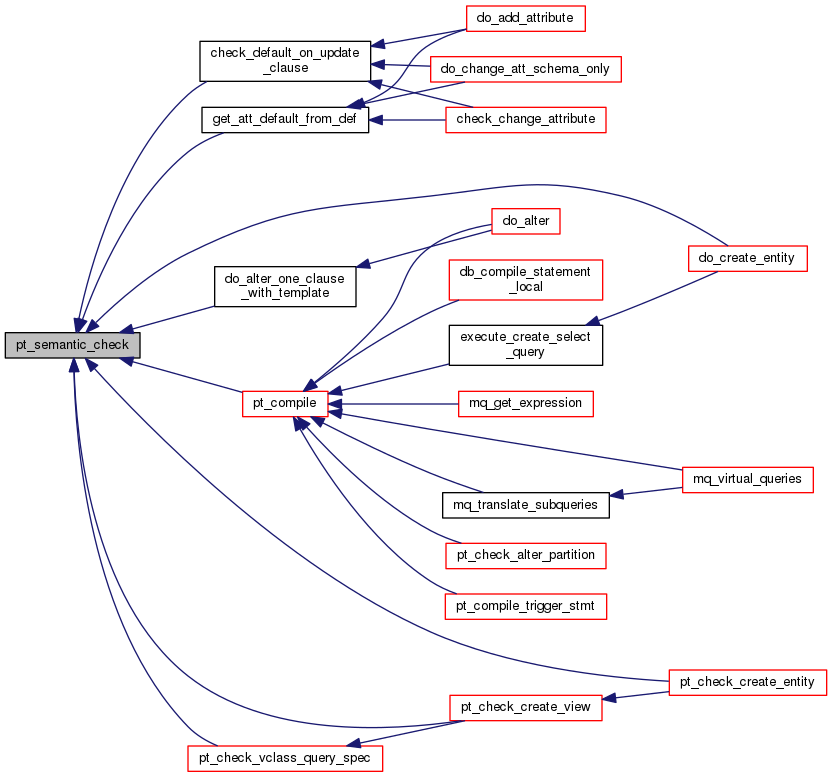 do_add_attribute
check_default_on_update
_clause
do_change_att_schema_only
get_att_default_from_def
check_change_attribute
do_alter
do_create_entity
do_alter_one_clause
_with_template
db_compile_statement
_local
pt_semantic_check
execute_create_select
_query
pt_compile
mq_get_expression
mq_virtual_queries
mq_translate_subqueries
pt_check_alter_partition
pt_compile_trigger_stmt
pt_check_create_entity
pt_check_create_view
pt_check_vclass_query_spec